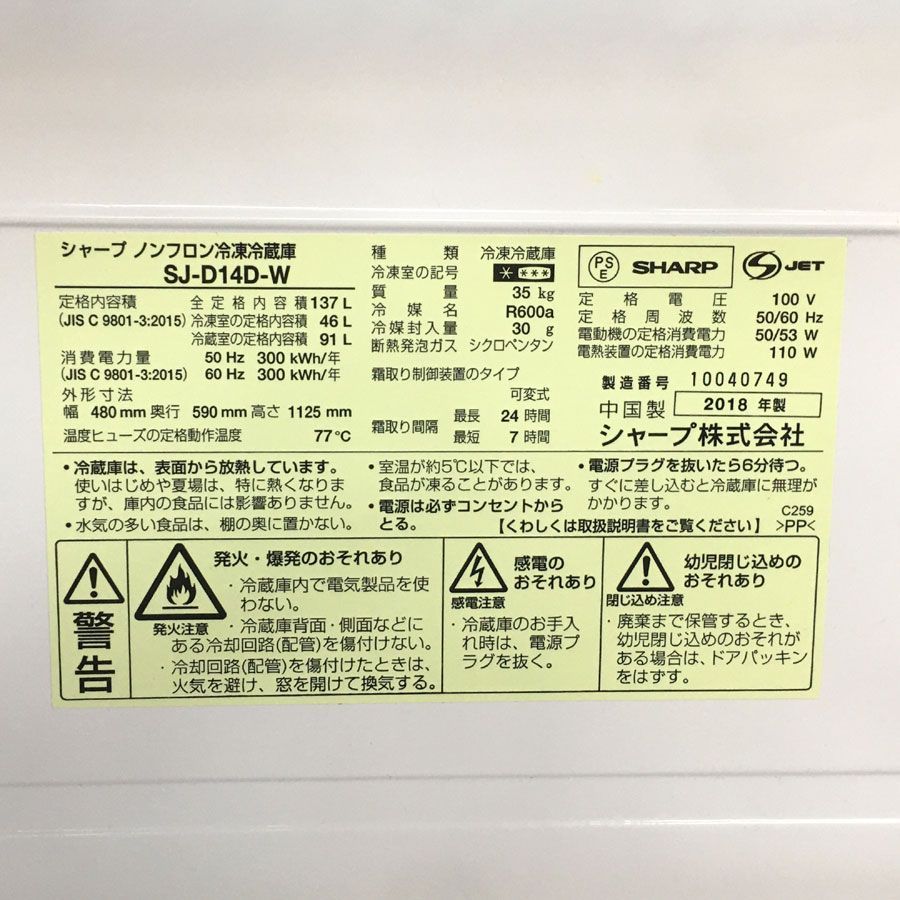 シャープ ノンフロン冷凍冷蔵庫
SJ-D14D-W
定格内容積 全定格内容積 137 L
(JIS C 9801-3:2015) 冷凍室の定格内容積 46 L
冷蔵室の定格内容積 91 L
消費電力量 50 Hz 300 kWh/年
(JIS C 9801-3:2015) 60 Hz 300 kWh/年
外形寸法
幅 480 mm 奥行 590 mm 高さ 1125 mm
温度ヒューズの定格動作温度 77℃
種類 冷凍冷蔵庫
冷凍室の記号 ****
質量 35 kg
冷媒名 R600a
冷媒封入量 30 g
断熱発泡ガス シクロペンタン
霜取り制御装置のタイプ
可変式
霜取り間隔 最長 24 時間
最短 7 時間
PS
E SHARP JET
定格電圧 100 V
定格周波数 50/60 Hz
電動機の定格消費電力 50/53 W
電熱装置の定格消費電力 110 W
製造番号 10040749
中国製 2018 年製
シャープ株式会社
・冷蔵庫は、表面から放熱しています。
使いはじめや夏場は、特に熱くなりま
すが、庫内の食品には影響ありません。
・水気の多い食品は、棚の奥に置かない。
・室温が約5℃以下では、
食品が凍ることがあります。
・電源は必ずコンセントから
とる。
・電源プラグを抜いたら6分待つ。
すぐに差し込むと冷蔵庫に無理が
かかります。
C259
【くわしくは取扱説明書をご覧ください】 >PP<
警告
発火・爆発のおそれあり
発火注意
・冷蔵庫内で電気製品を使
わない。
・冷蔵庫背面・側面などに
ある冷却回路(配管)を傷付けない。
・冷却回路(配管)を傷付けたときは、
火気を避け、窓を開けて換気する。
感電の
おそれあり
感電注意
・冷蔵庫のお手入
れ時は、電源プ
ラグを抜く。
幼児閉じ込めの
おそれあり
閉じ込め注意
・廃棄まで保管するとき、
幼児閉じ込めのおそれが
ある場合は、ドアパッキン
をはずす。